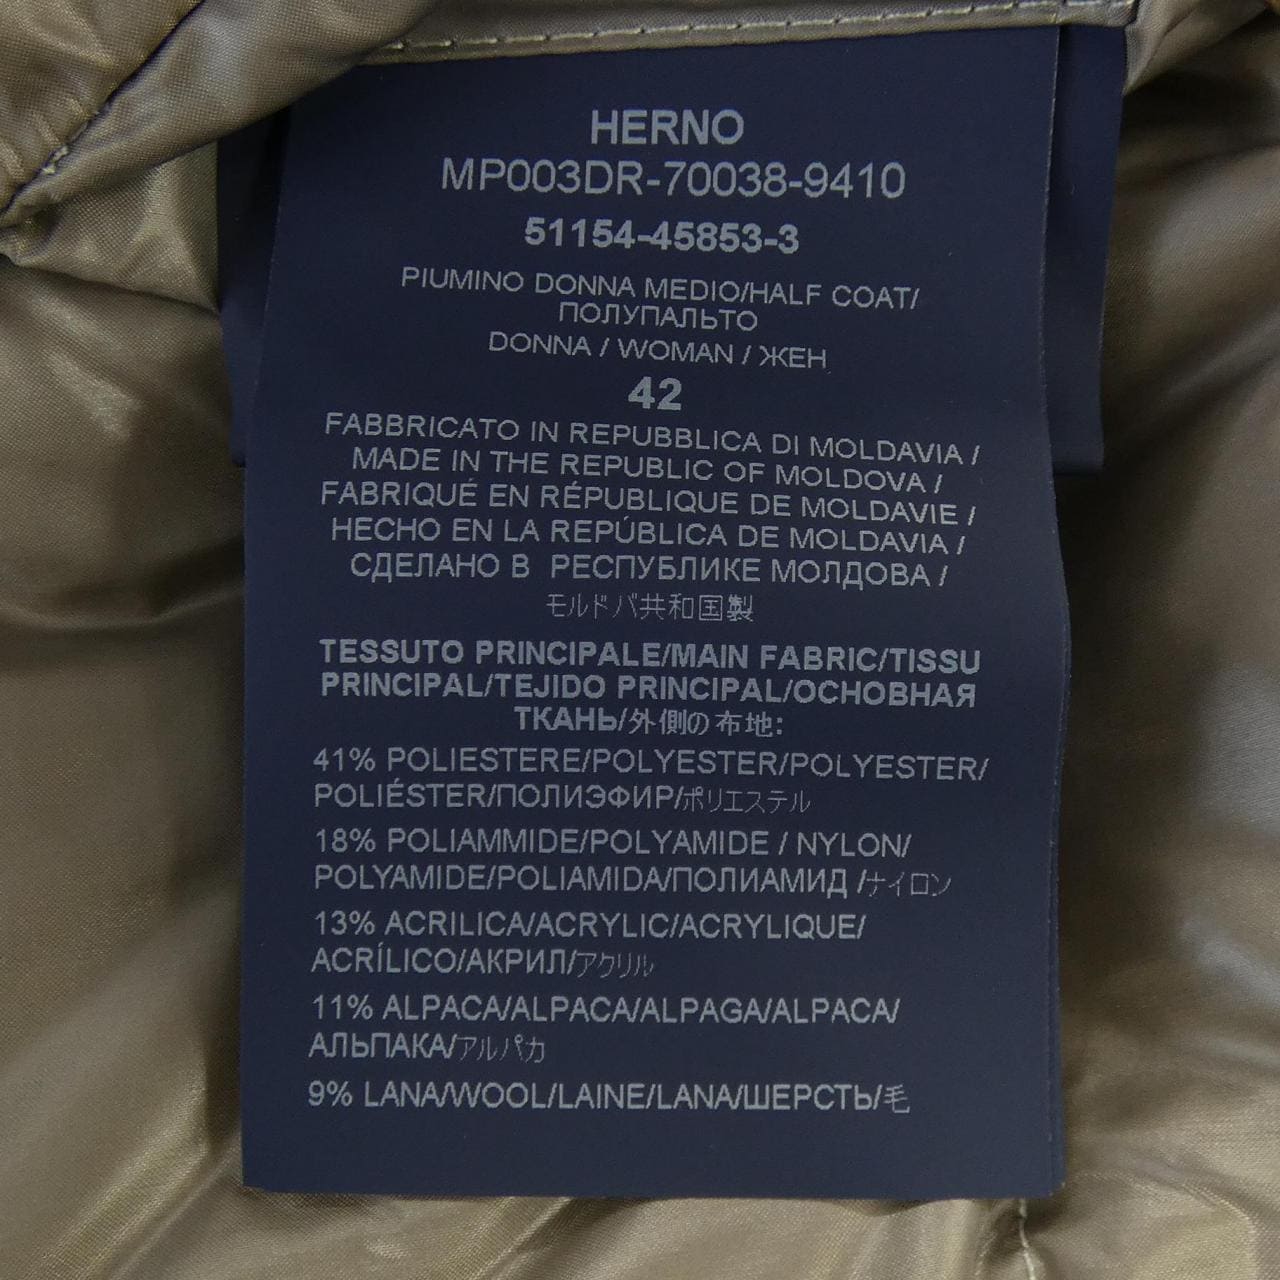 HERNO
MP003DR-70038-9410
51154-45853-3
PIUMINO DONNA MEDIO/HALF COAT/
ПОЛУПАЛЬТО
DONNA / WOMAN / ЖЕН
42
FABBRICATO IN REPUBBLICA DI MOLDAVIA /
MADE IN THE REPUBLIC OF MOLDOVA /
FABRIQUÉ EN RÉPUBLIQUE DE MOLDAVIE /
HECHO EN LA REPÚBLICA DE MOLDAVIA /
СДЕЛАНО В РЕСПУБЛИКЕ МОЛДОВА /
モルドバ共和国製
TESSUTO PRINCIPALE/MAIN FABRIC/TISSU
PRINCIPAL/TEJIDO PRINCIPAL/ОСНОВНАЯ
ТКАНЬ/外側の布地:
41% POLIESTERE/POLYESTER/POLYESTER/
POLIÉSTER/ПОЛИЭФИР/ポリエステル
18% POLIAMMIDE/POLYAMIDE / NYLON/
POLYAMIDE/POLIAMIDA/ПОЛИАМИД /ナイロン
13% ACRILICA/ACRYLIC/ACRYLIQUE/
ACRÍLICO/АКРИЛ/アクリル
11% ALPACA/ALPACA/ALPAGA/ALPACA/
АЛЬПАКА/アルパカ
9% LANA/WOOL/LAINE/LANA/ШЕРСТЬ/毛